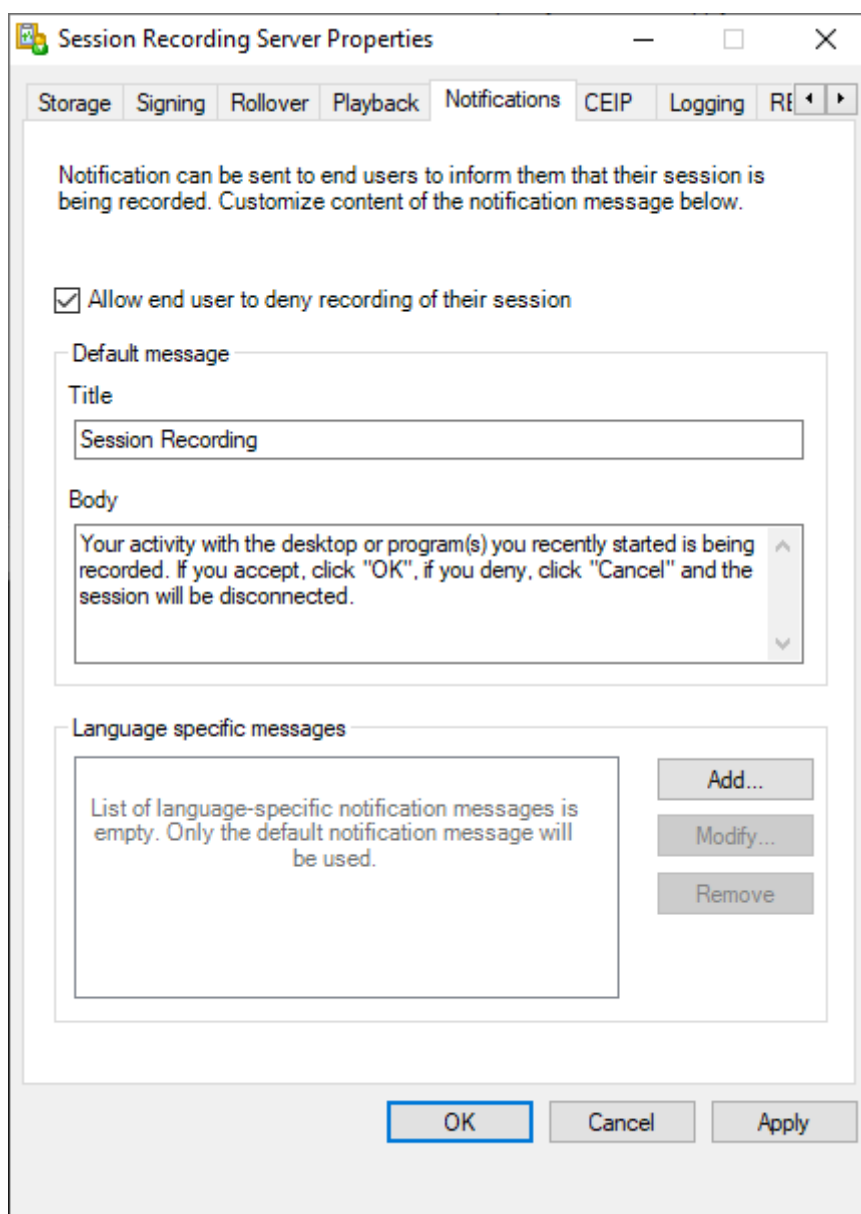 Session Recording Server Properties
Storage Signing Rollover Playback Notifications CEIP Logging
Notification can be sent to end users to inform them that their session is
being recorded. Customize content of the notification message below.
Allow end user to deny recording of their session
Default message
Title
Session Recording
Body
Your activity with the desktop or program(s) you recently started is being
recorded. If you accept, click "OK", if you deny, click "Cancel" and the
session will be disconnected.
Language specific messages
List of language-specific notification messages is
empty. Only the default notification message will
be used.
Add...
Modify...
Remove
OK Cancel Apply